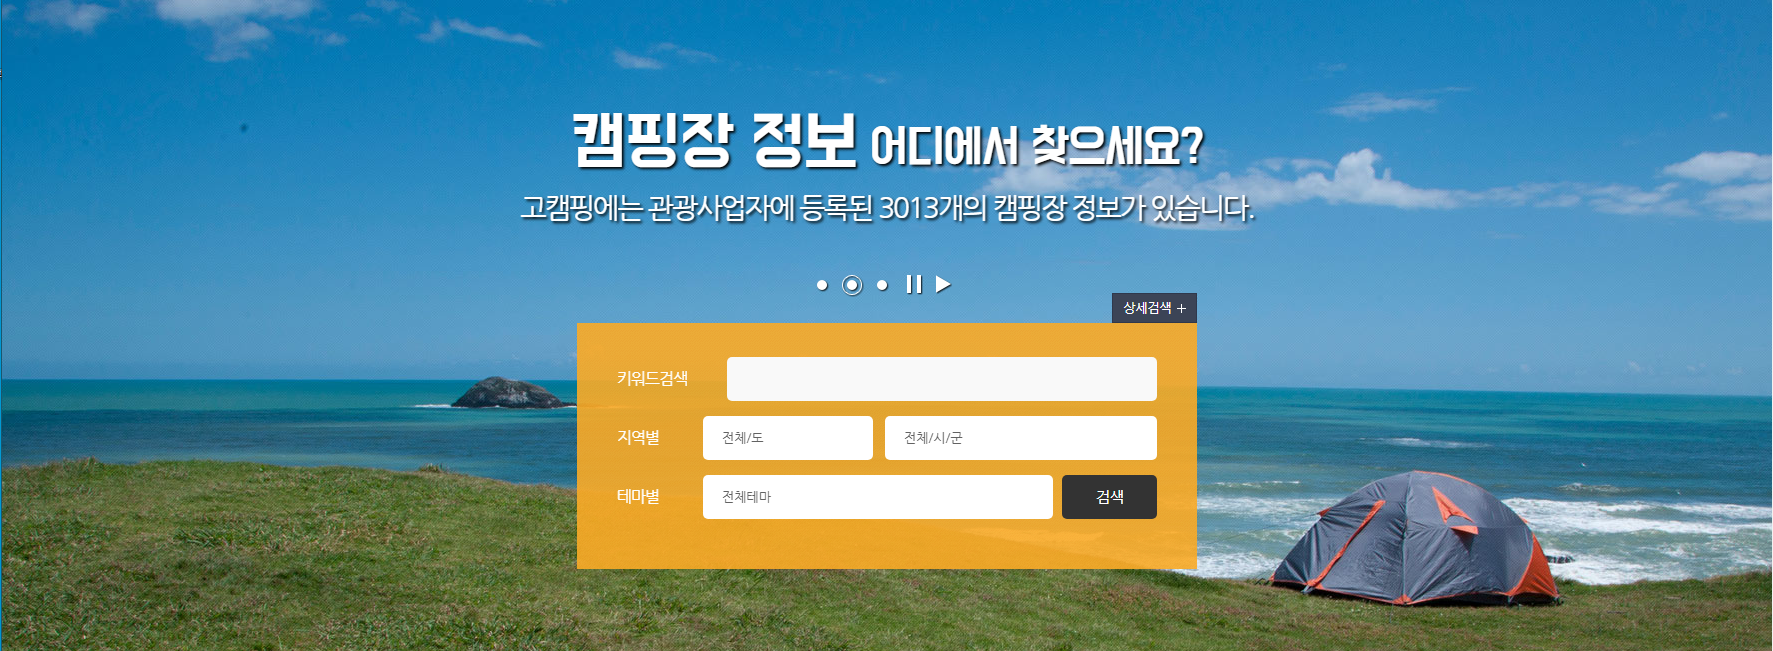 캠핑장 정보 어디에서 찾으세요?
고캠핑에는 관광사업자에 등록된 3013개의 캠핑장 정보가 있습니다.
상세검색 +
키워드검색
지역별 전체/도 전체/시/군
테마별 전체테마 검색